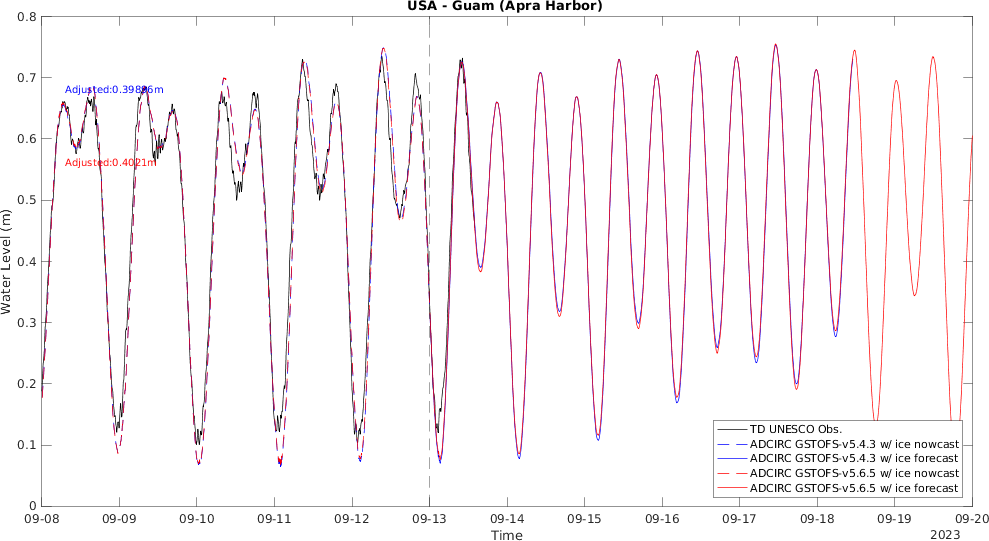 USA - Guam (Apra Harbor)
0.8
0.7
0.6
0.5
0.4
0.3
0.2
0.1
0
Water Level (m)
Adjusted:0.39886m
Adjusted:0.4021m
TD UNESCO Obs.
ADCIRC GSTOFS-v5.4.3 w/ ice nowcast
ADCIRC GSTOFS-v5.4.3 w/ ice forecast
ADCIRC GSTOFS-v5.6.5 w/ ice nowcast
ADCIRC GSTOFS-v5.6.5 w/ ice forecast
09-08 09-09 09-10 09-11 09-12 09-13 09-14 09-15 09-16 09-17 09-18 09-19 09-20
Time
2023